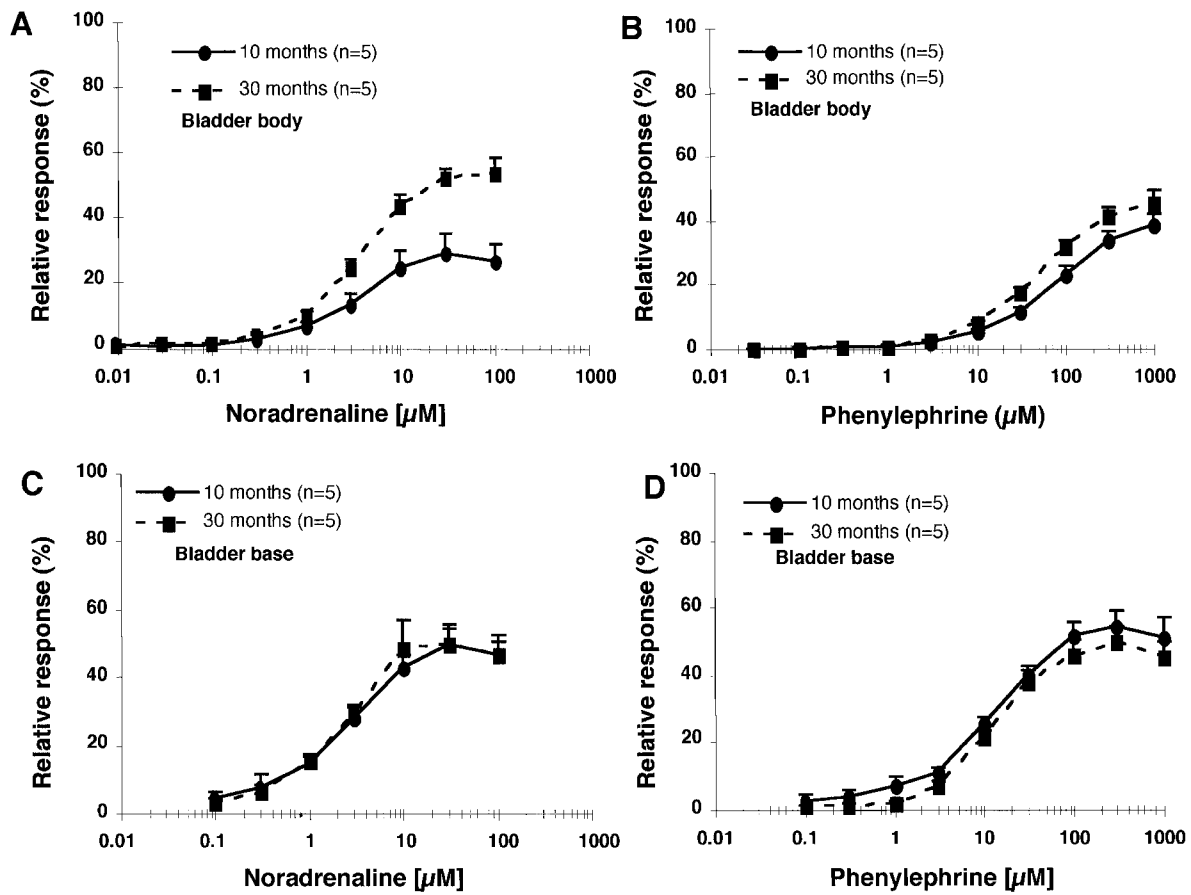 A
100
80
60
40
20
0
Relative response (%)
10 months (n=5)
30 months (n=5)
Bladder body
0.01 0.1 1 10 100 1000
Noradrenaline [µM]
B
100
80
60
40
20
0
Relative response (%)
10 months (n=5)
30 months (n=5)
Bladder body
0.01 0.1 1 10 100 1000
Phenylephrine (µM)
C
100
80
60
40
20
0
Relative response (%)
10 months (n=5)
30 months (n=5)
Bladder base
0.01 0.1 1 10 100 1000
Noradrenaline [µM]
D
100
80
60
40
20
0
Relative response (%)
10 months (n=5)
30 months (n=5)
Bladder base
0.01 0.1 1 10 100 1000
Phenylephrine [µM]